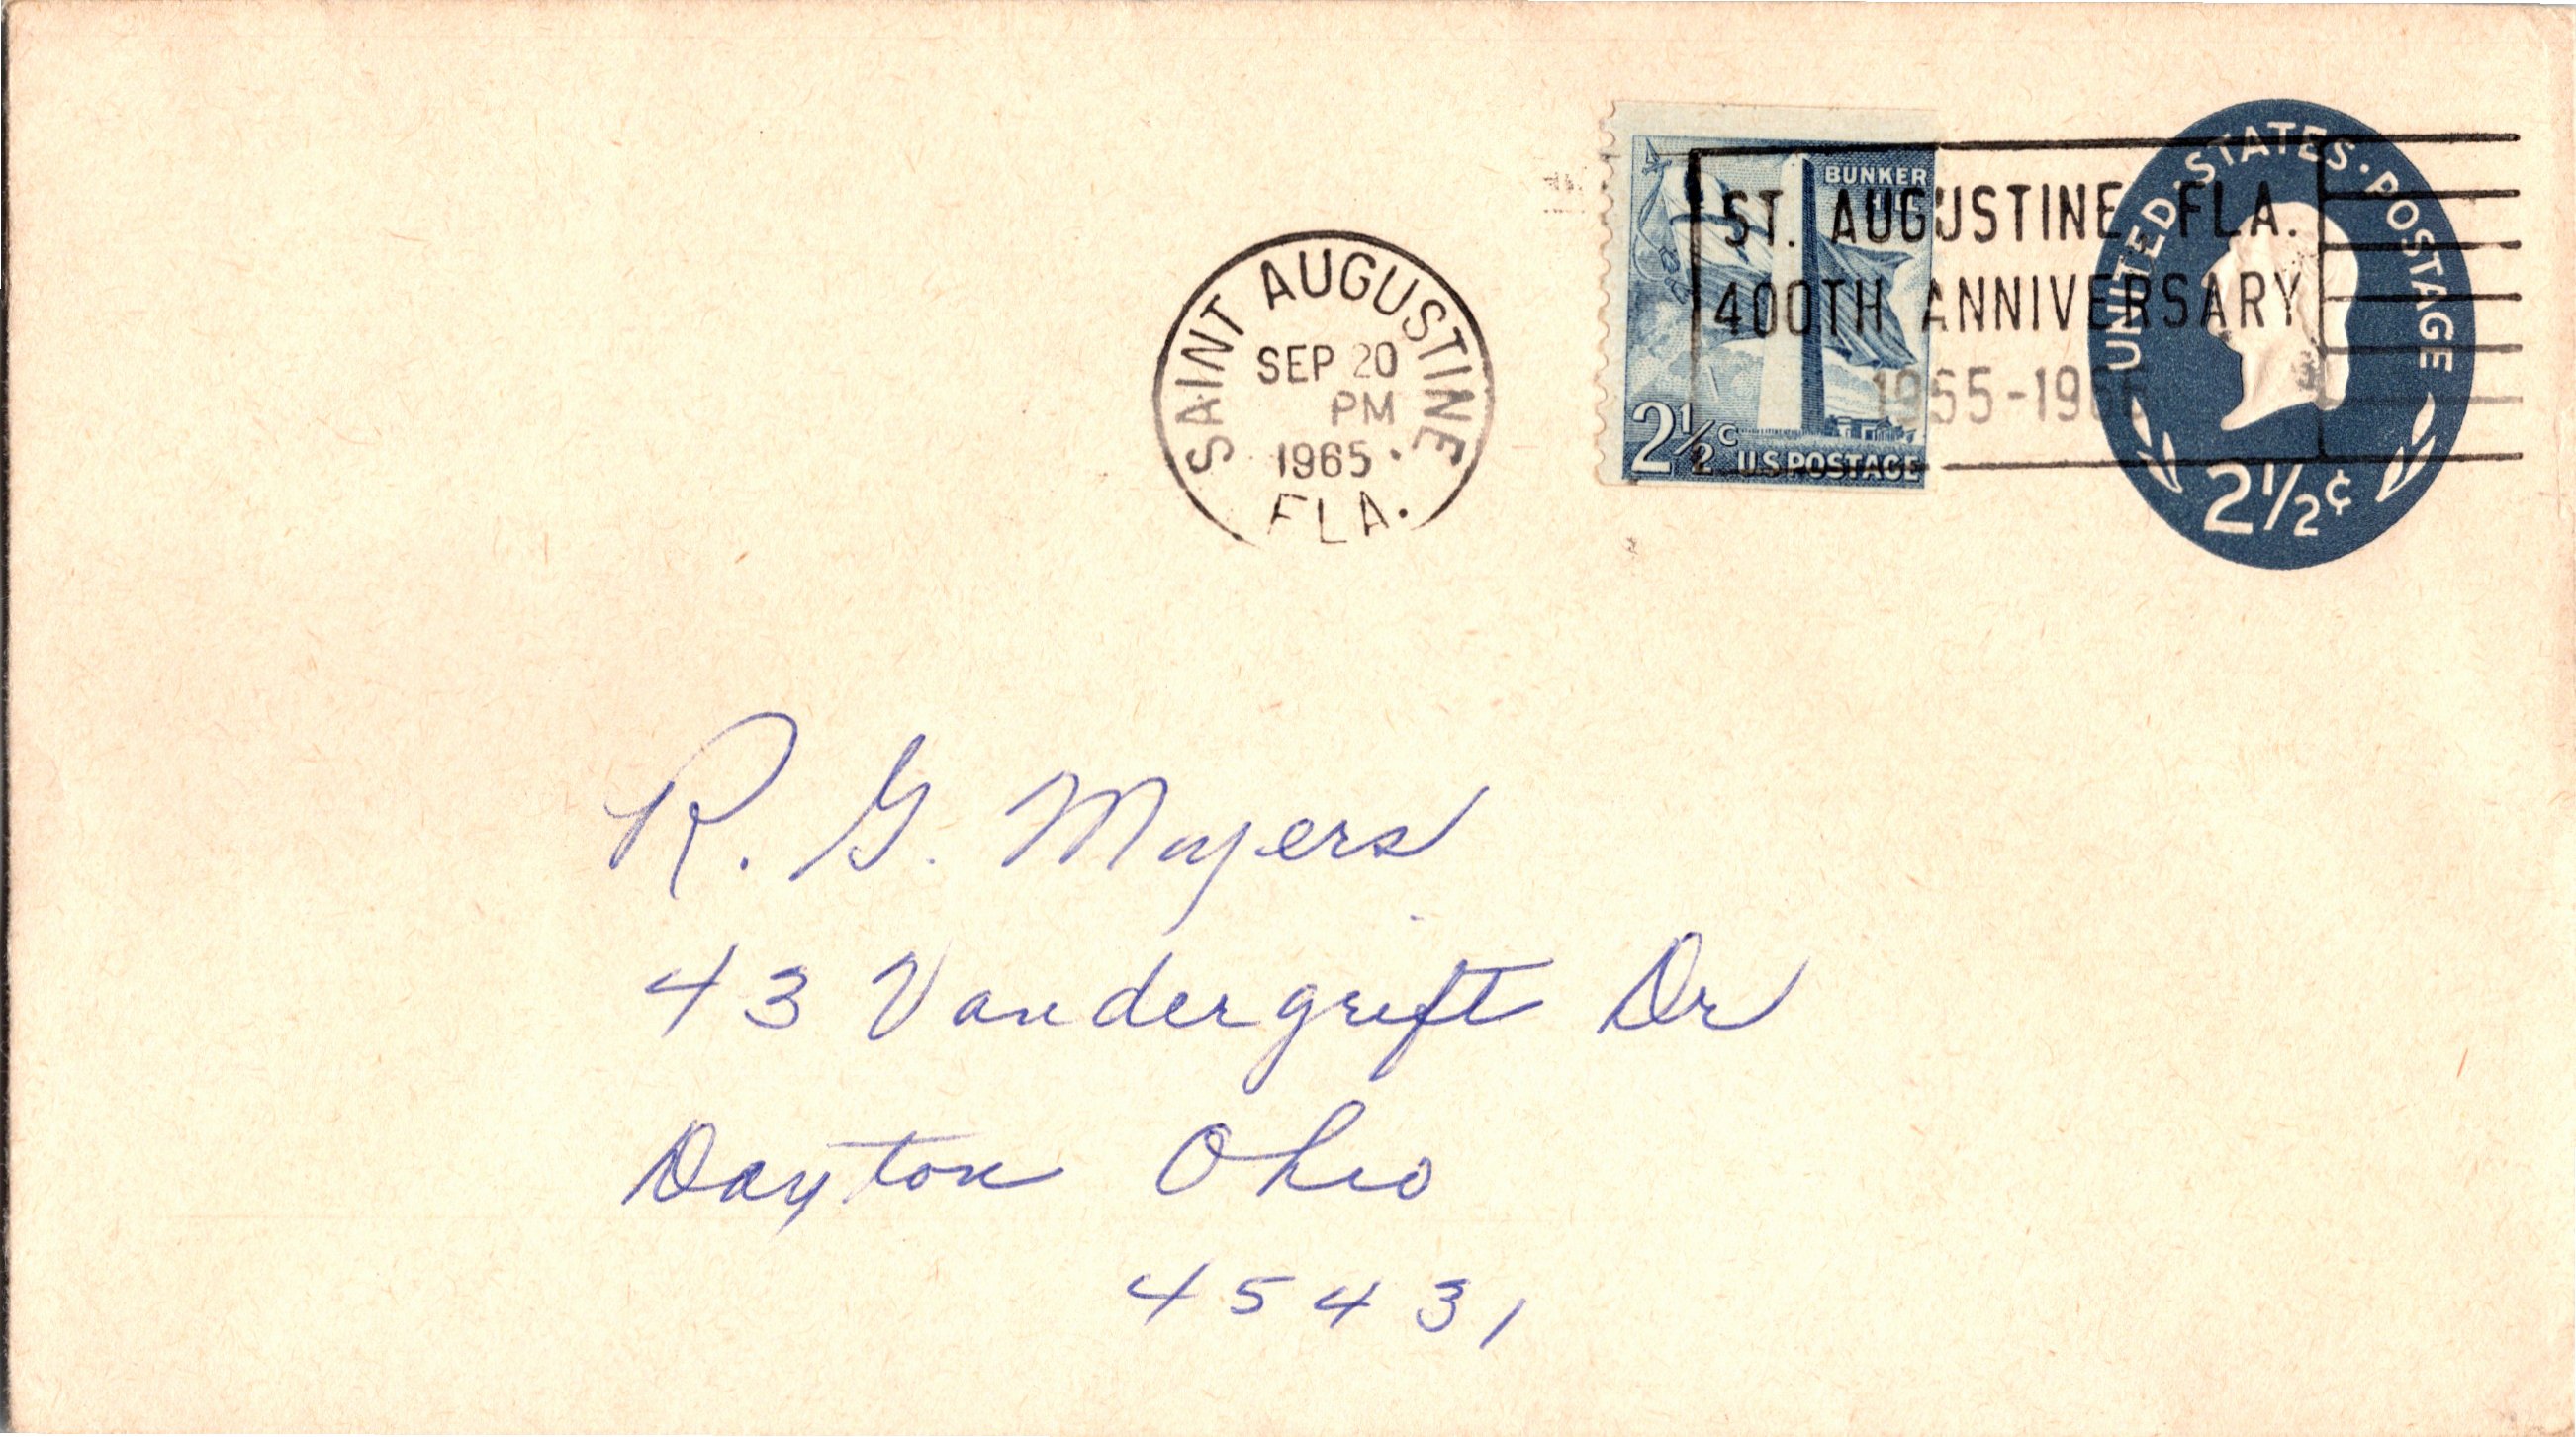 BUNKER
HILL
2½c
U.S. POSTAGE
UNITED · STATES · POSTAGE
2½¢
ST. AUGUSTINE, FLA.
400TH ANNIVERSARY
SAINT AUGUSTINE
SEP 20
PM
1965
FLA.
R. G.
43 Vandergrift Dr
Dayton Ohio
45431